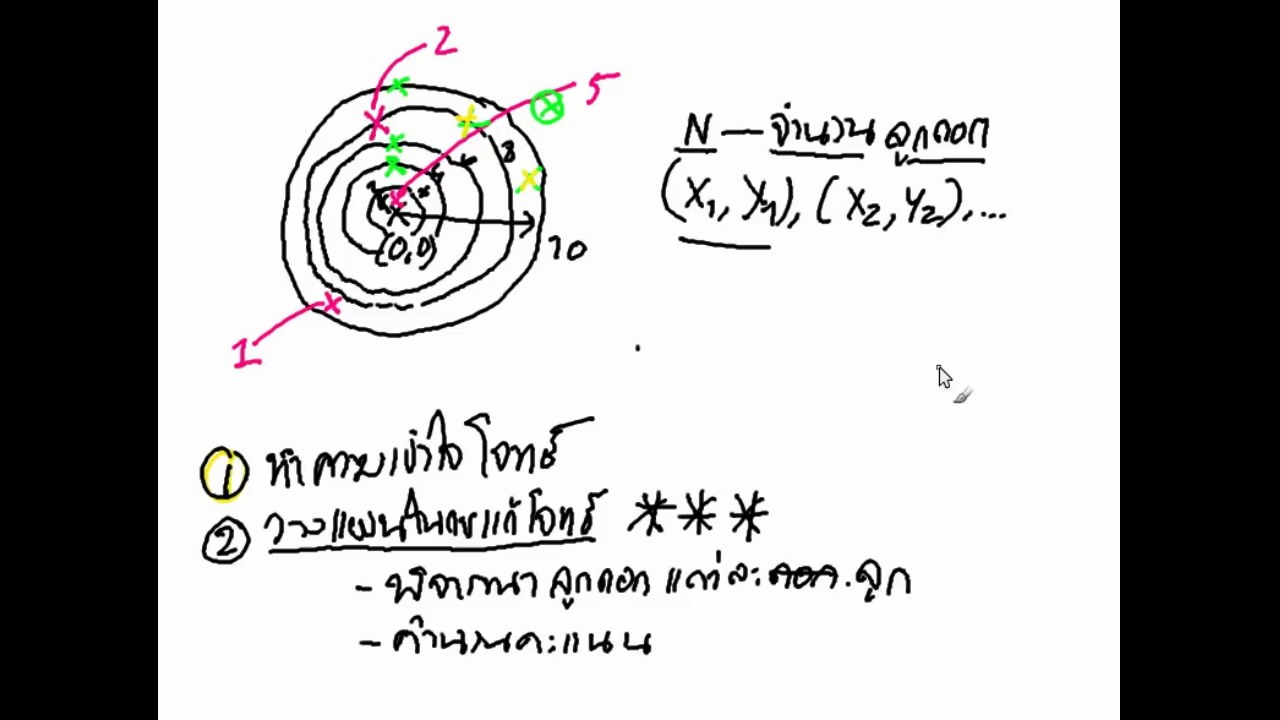 2
5
8
(0,0)
10
1
N — จำนวน ลูกดอก
(X1, Y1), (X2, Y2), ...
1 ทำความเข้าใจโจทย์
2 วางแผนในการแก้โจทย์ ***
- พิจารณา ลูกดอก แต่ละ ลูก
- คำนวณคะแนน